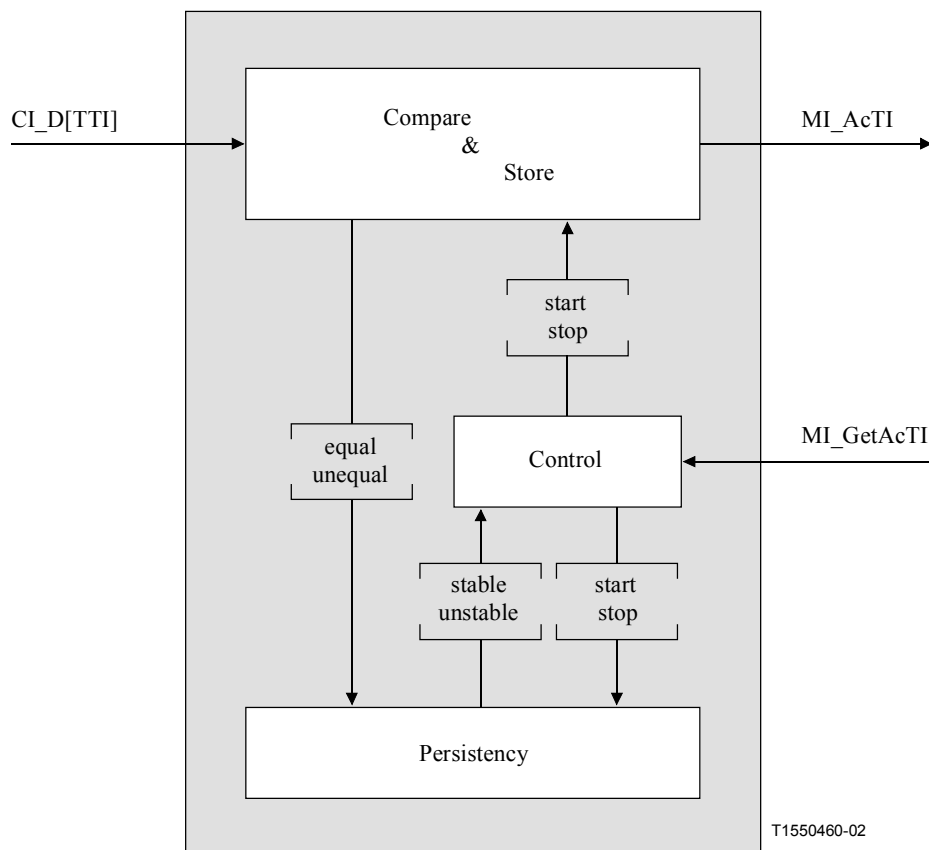 CI_D[TTI]
Compare
&
Store
MI_AcTI
start
stop
equal
unequal
Control
MI_GetAcTI
stable
unstable
start
stop
Persistency
T1550460-02